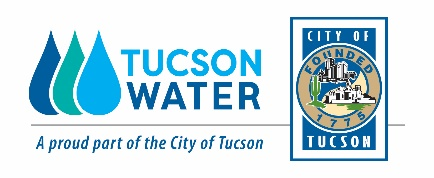 TUCSON
WATER
A proud part of the City of Tucson
CITY OF
FOUNDED
1775
TUCSON